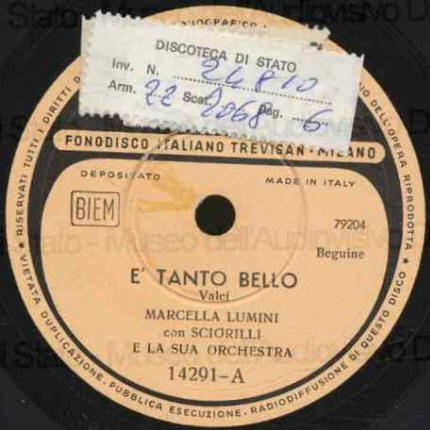 DISCOTECA DI STATO
Inv. N. 24810
Arm. 22 Scat. 2068 Pag. 6
FONODISCO ITALIANO TREVISAN - MILANO
DEPOSITATO
MADE IN ITALY
BIEM
79204
Beguine
E' TANTO BELLO
Valci
MARCELLA LUMINI
con SCIORILLI
E LA SUA ORCHESTRA
14291-A
RISERVATI TUTTI I DIRITTI D
DELL'OPERA RIPRODOTTA
VIETATA DUPLICAZIONE - PUBBLICA ESECUZIONE - RADIODIFFUSIONE DI QUESTO DISCO